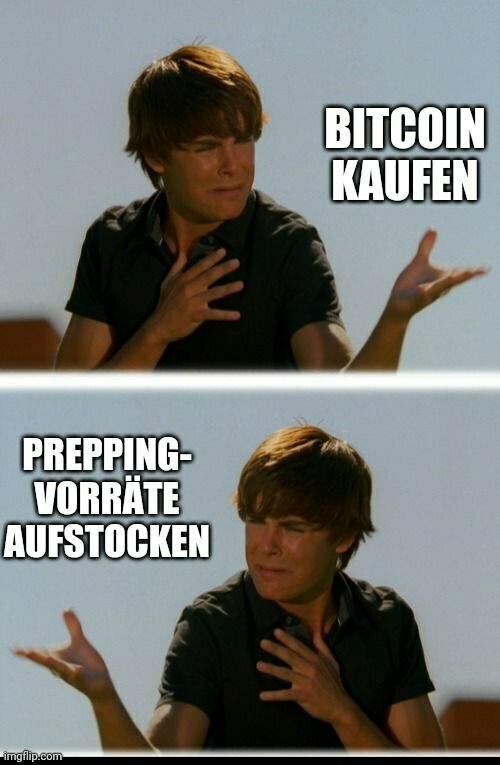 BITCOIN
KAUFEN
PREPPING-
VORRÄTE
AUFSTOCKEN
imgflip.com